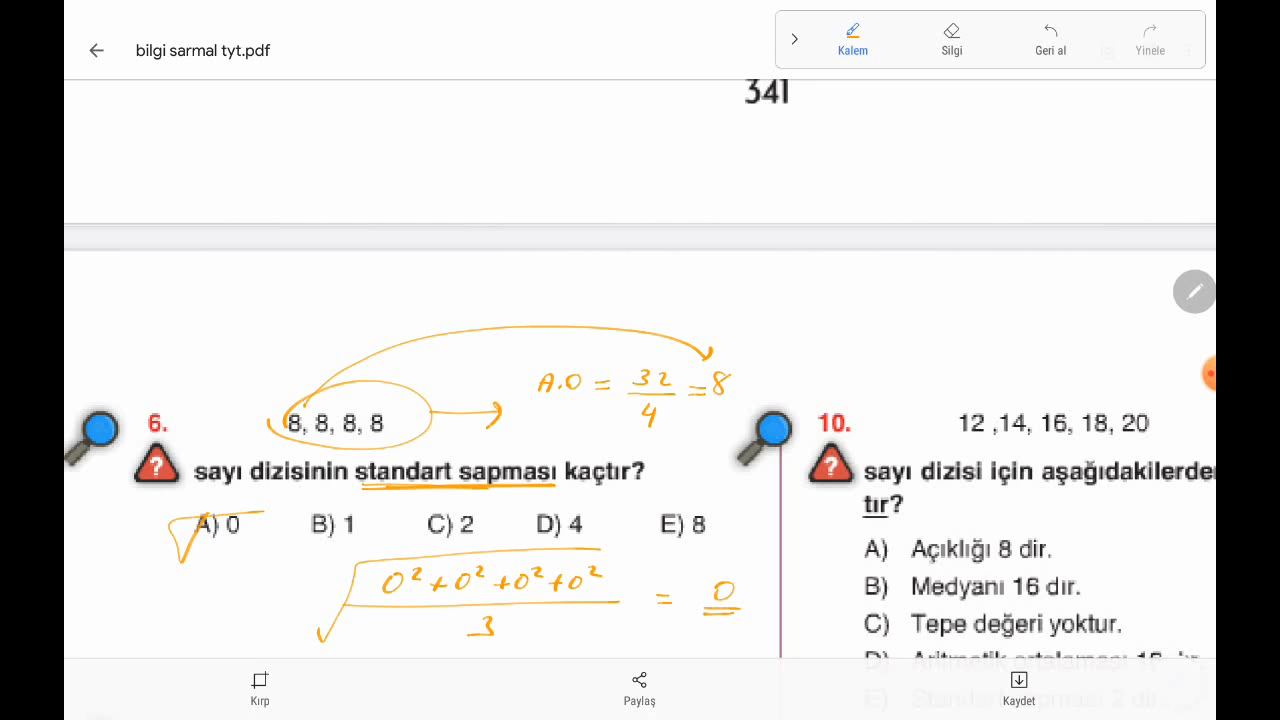 bilgi sarmal tyt.pdf
Kalem
Silgi
Geri al
Yinele
341
A.O = 32/4 = 8
6.
8, 8, 8, 8
?
sayı dizisinin standart sapması kaçtır?
A) 0 B) 1 C) 2 D) 4 E) 8
√ 0² + 0² + 0² + 0² / 3 = 0
10.
12 ,14, 16, 18, 20
?
sayı dizisi için aşağıdakilerde
tır?
A) Açıklığı 8 dir.
B) Medyanı 16 dır.
C) Tepe değeri yoktur.
D) Aritmetik ortalaması
E) Standart
Kırp
Paylaş
Kaydet